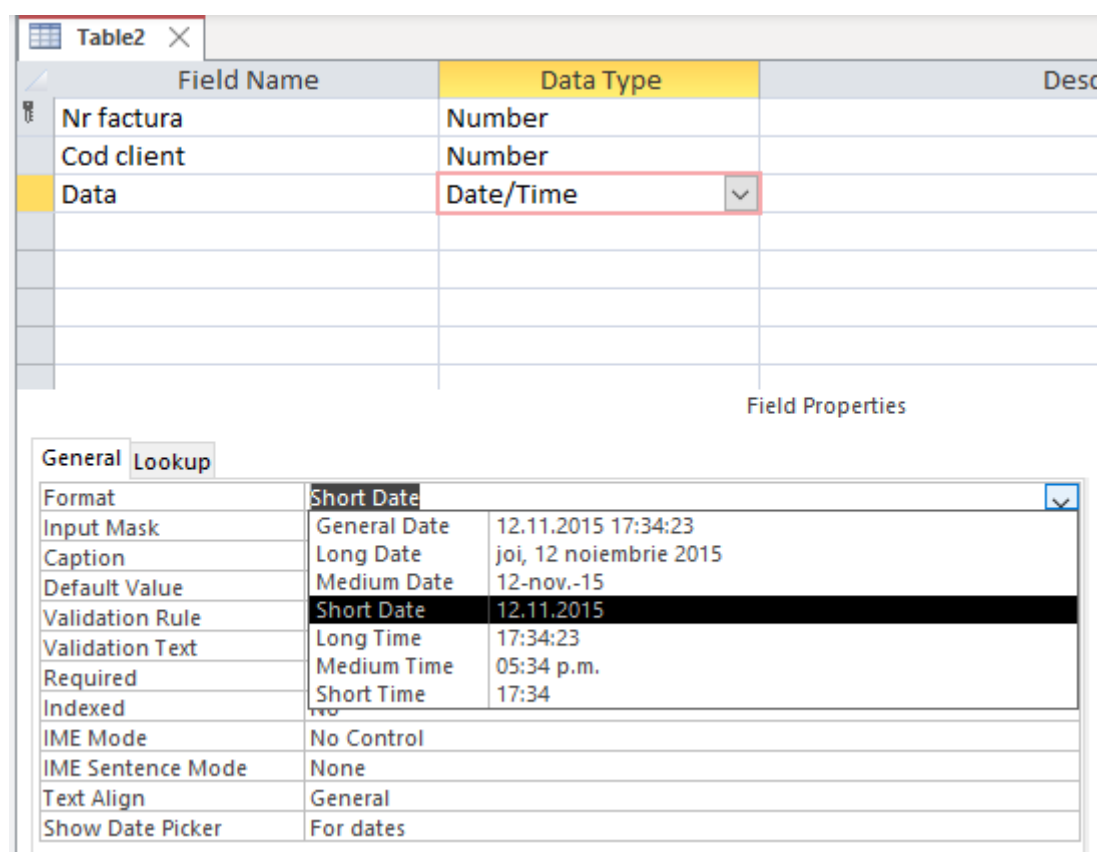 Table2
Field Name Data Type Desc
Nr factura Number
Cod client Number
Data Date/Time
Field Properties
General Lookup
Format Short Date
Input Mask General Date 12.11.2015 17:34:23
Caption Long Date joi, 12 noiembrie 2015
Default Value Medium Date 12-nov.-15
Validation Rule Short Date 12.11.2015
Validation Text Long Time 17:34:23
Required Medium Time 05:34 p.m.
Short Time 17:34
Indexed No
IME Mode No Control
IME Sentence Mode None
Text Align General
Show Date Picker For dates